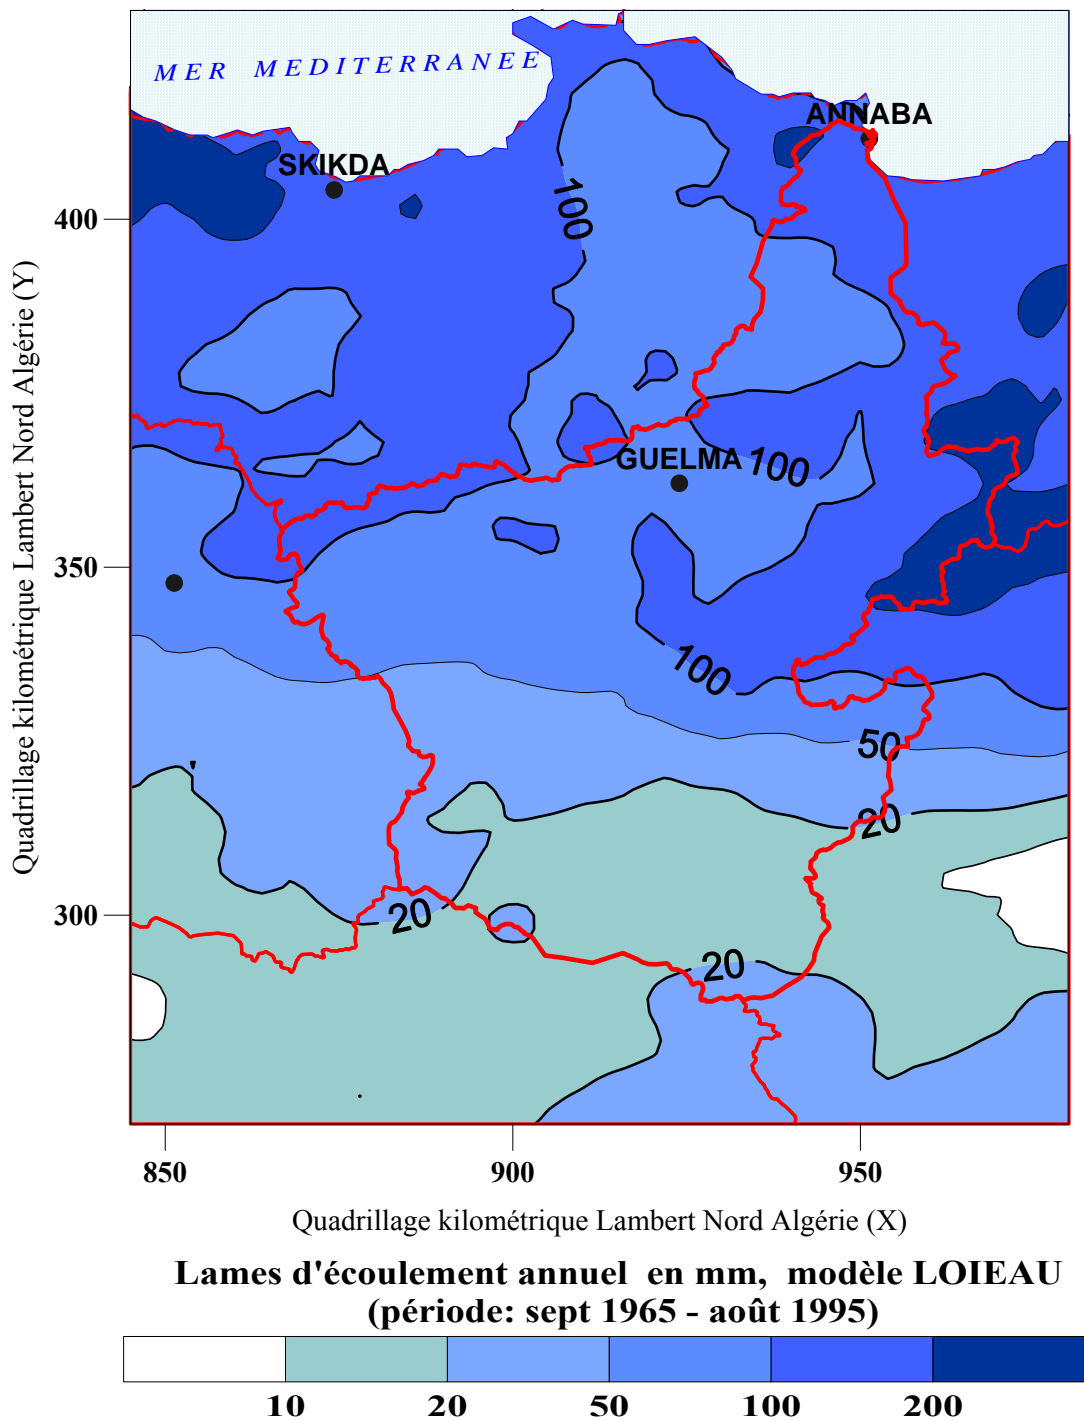 MER MEDITERRANEE
ANNABA
SKIKDA
100
400
GUELMA
100
350
100
50
20
300
20
20
850 900 950
Quadrillage kilométrique Lambert Nord Algérie (Y)
Quadrillage kilométrique Lambert Nord Algérie (X)
Lames d'écoulement annuel en mm, modèle LOIEAU
(période: sept 1965 - août 1995)
10 20 50 100 200